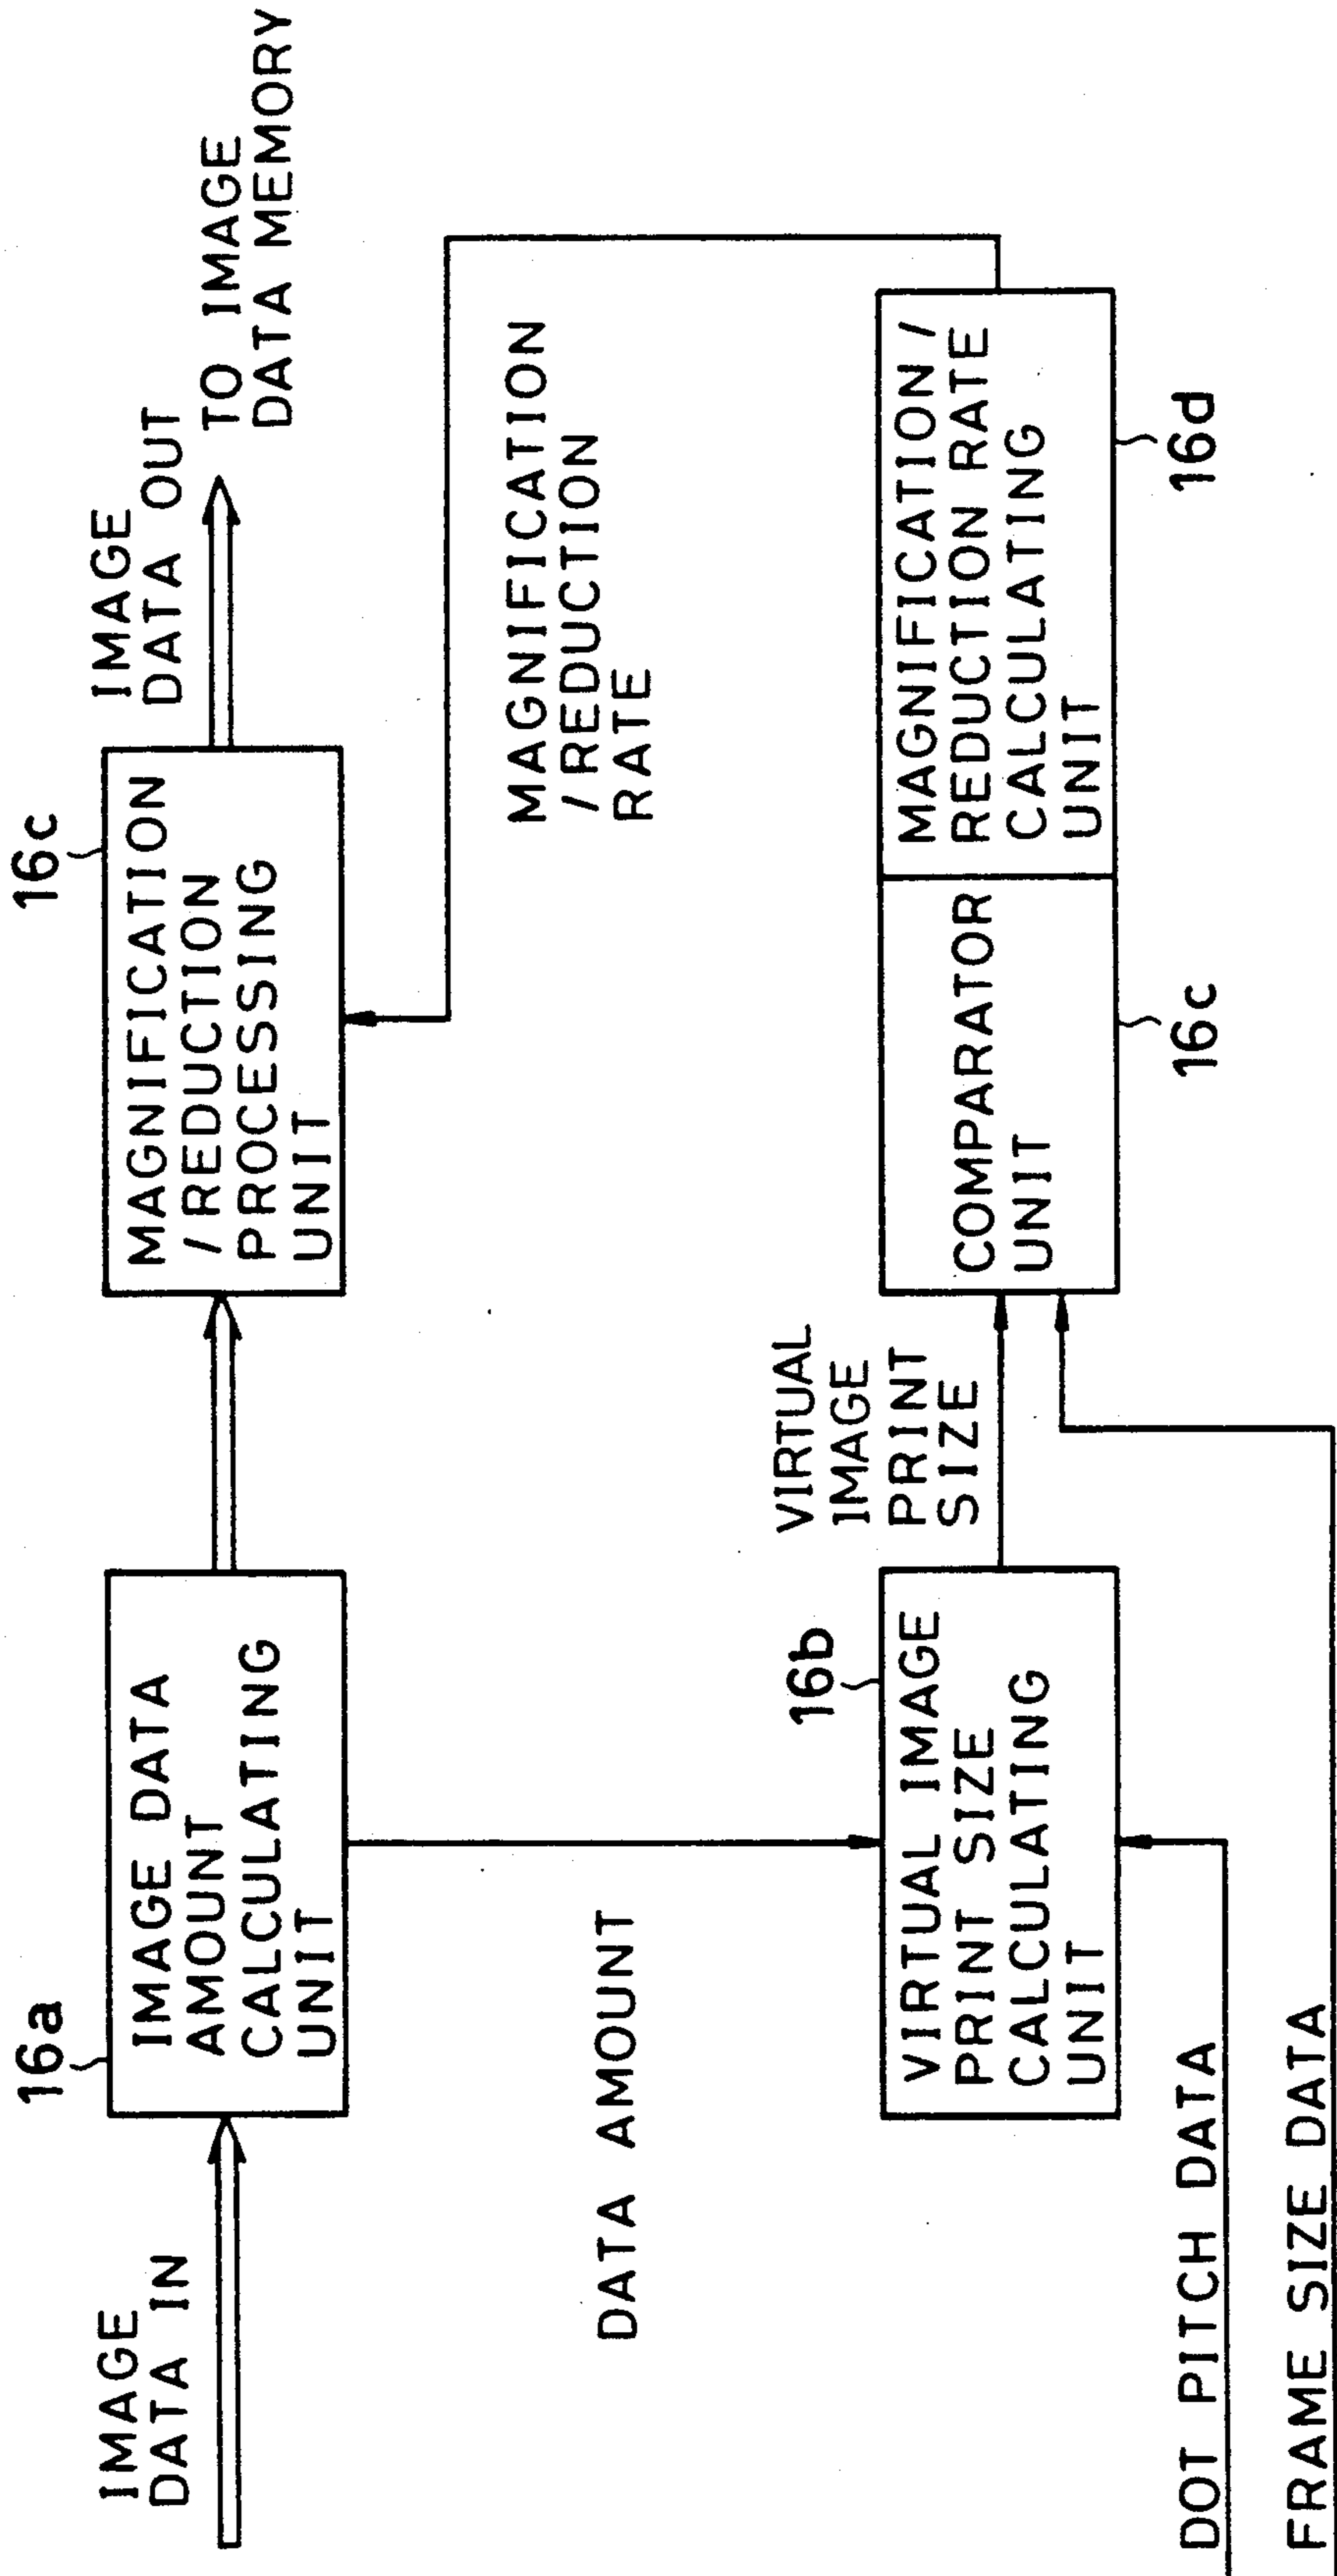 IMAGE
DATA IN
16a
IMAGE DATA
AMOUNT
CALCULATING
UNIT
16c
MAGNIFICATION
/REDUCTION
PROCESSING
UNIT
IMAGE
DATA OUT
TO IMAGE
DATA MEMORY
DATA AMOUNT
MAGNIFICATION
/REDUCTION
RATE
16b
VIRTUAL IMAGE
PRINT SIZE
CALCULATING
UNIT
VIRTUAL
IMAGE
PRINT
SIZE
COMPARATOR
UNIT
16c
MAGNIFICATION/
REDUCTION RATE
CALCULATING
UNIT
16d
DOT PITCH DATA
FRAME SIZE DATA